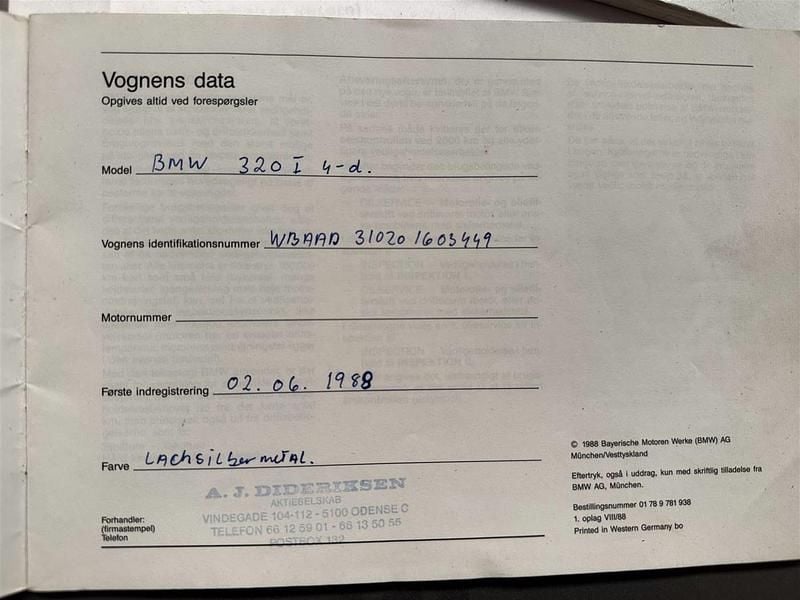 Vognens data
Opgives altid ved forespørgsler
Model BMW 320 I 4-d.
Vognens identifikationsnummer WBAAD 31020 1603449
Motornummer
Første indregistrering 02. 06. 1988
Farve LAchsilber metAL.
A. J. DIDERIKSEN
AKTIESELSKAB
VINDEGADE 104-112 - 5100 ODENSE C
TELEFON 66 12 59 01 - 66 13 50 55
POSTBOX 132
Forhandler:
(firmastempel)
Telefon
© 1988 Bayerische Motoren Werke (BMW) AG
München/Vesttyskland
Eftertryk, også i uddrag, kun med skriftlig tilladelse fra
BMW AG, München.
Bestillingsnummer 01 78 9 781 938
1. oplag VIII/88
Printed in Western Germany bo